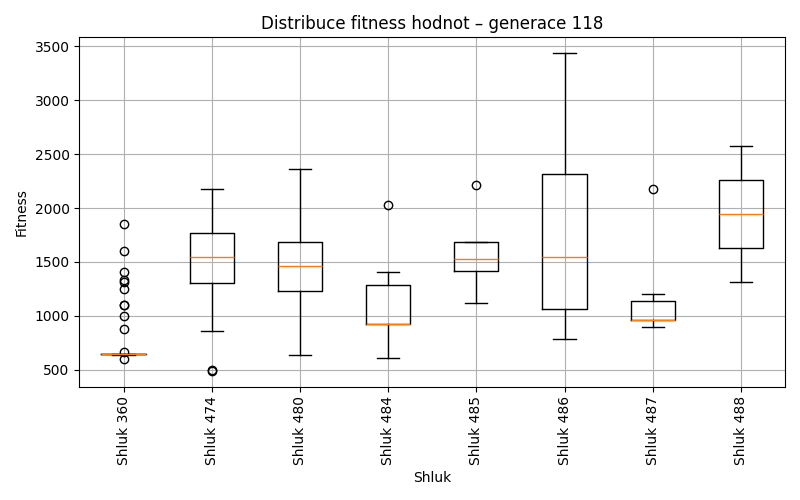 Distribuce fitness hodnot – generace 118
3500
3000
2500
2000
1500
1000
500
Fitness
Shluk 360
Shluk 474
Shluk 480
Shluk 484
Shluk 485
Shluk 486
Shluk 487
Shluk 488
Shluk